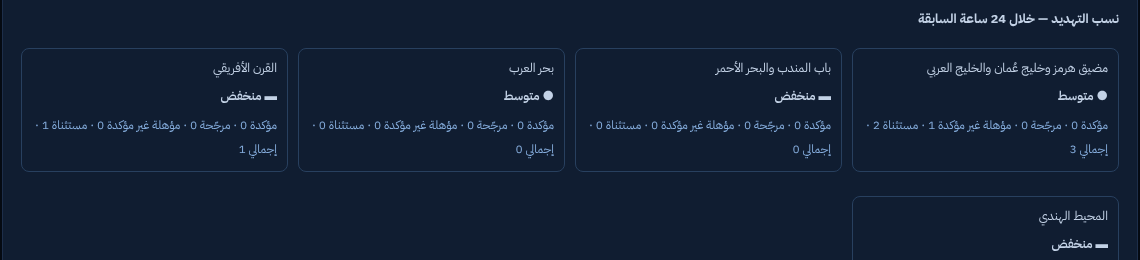 نسب التهديد — خلال 24 ساعة السابقة
مضيق هرمز وخليج عُمان والخليج العربي
متوسط
مؤكدة 0 · مرجّحة 0 · مؤهلة غير مؤكدة 1 · مستثناة 2 ·
إجمالي 3
باب المندب والبحر الأحمر
منخفض
مؤكدة 0 · مرجّحة 0 · مؤهلة غير مؤكدة 0 · مستثناة 0 ·
إجمالي 0
بحر العرب
متوسط
مؤكدة 0 · مرجّحة 0 · مؤهلة غير مؤكدة 0 · مستثناة 0 ·
إجمالي 0
القرن الأفريقي
منخفض
مؤكدة 0 · مرجّحة 0 · مؤهلة غير مؤكدة 0 · مستثناة 1 ·
إجمالي 1
المحيط الهندي
منخفض